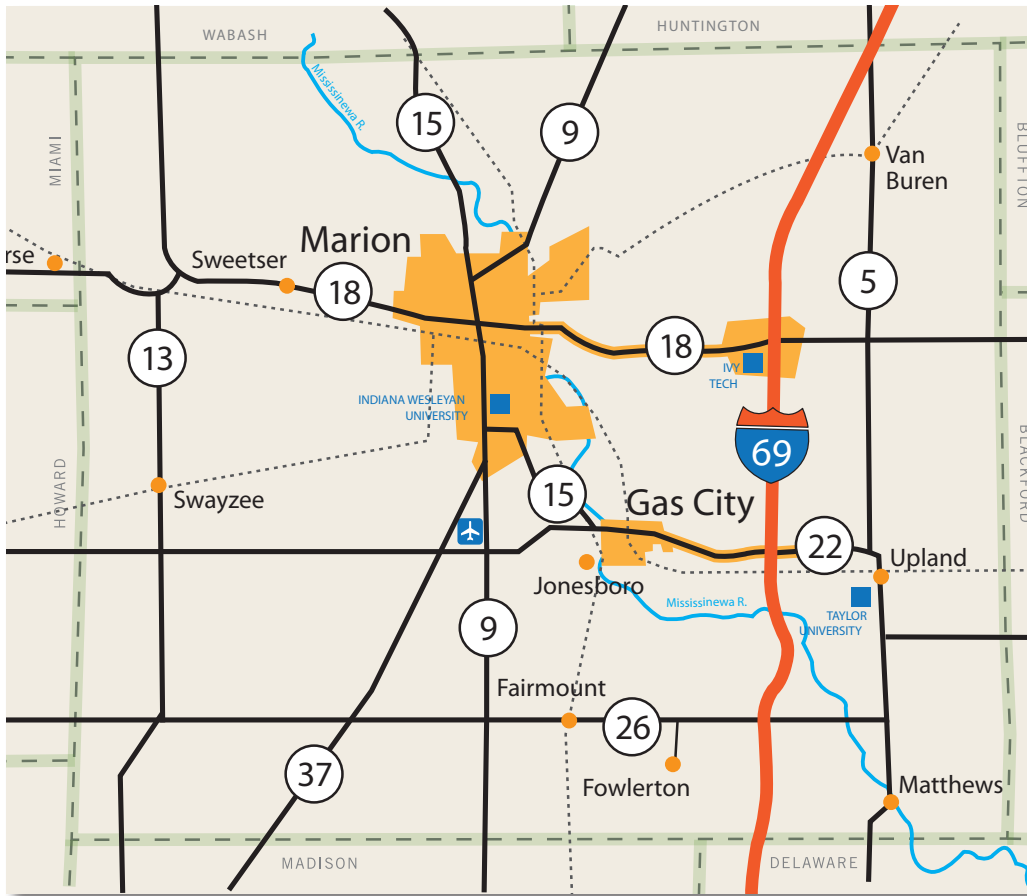 WABASH
HUNTINGTON
Mississinewa R.
15
9
MIAMI
BLUFFTON
Van
Buren
Marion
rse
Sweetser
18
5
18
13
IVY
TECH
INDIANA WESLEYAN
UNIVERSITY
69
HOWARD
BLACKFORD
Swayzee
15
Gas City
22
Upland
Jonesboro
Mississinewa R.
TAYLOR
UNIVERSITY
9
Fairmount
26
37
Fowlerton
Matthews
MADISON
DELAWARE